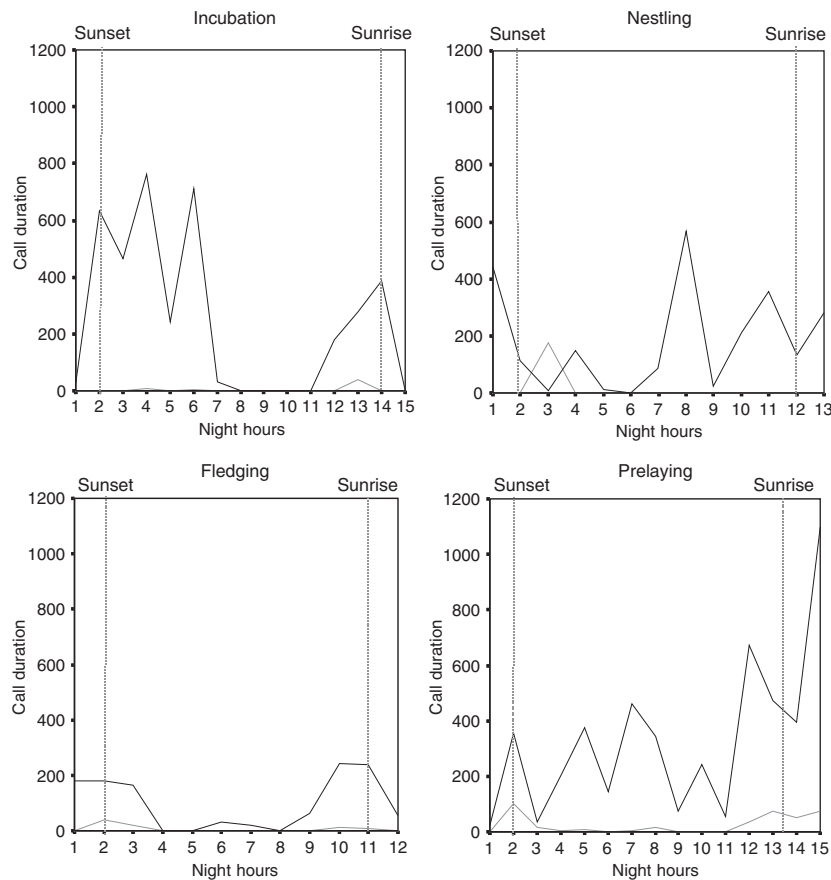 Incubation
Sunset Sunrise
1200
1000
800
600
400
200
0
Call duration
1 2 3 4 5 6 7 8 9 10 11 12 13 14 15
Night hours
Nestling
Sunset Sunrise
1200
1000
800
600
400
200
0
Call duration
1 2 3 4 5 6 7 8 9 10 11 12 13
Night hours
Fledging
Sunset Sunrise
1200
1000
800
600
400
200
0
Call duration
1 2 3 4 5 6 7 8 9 10 11 12
Night hours
Prelaying
Sunset Sunrise
1200
1000
800
600
400
200
0
Call duration
1 2 3 4 5 6 7 8 9 10 11 12 13 14 15
Night hours